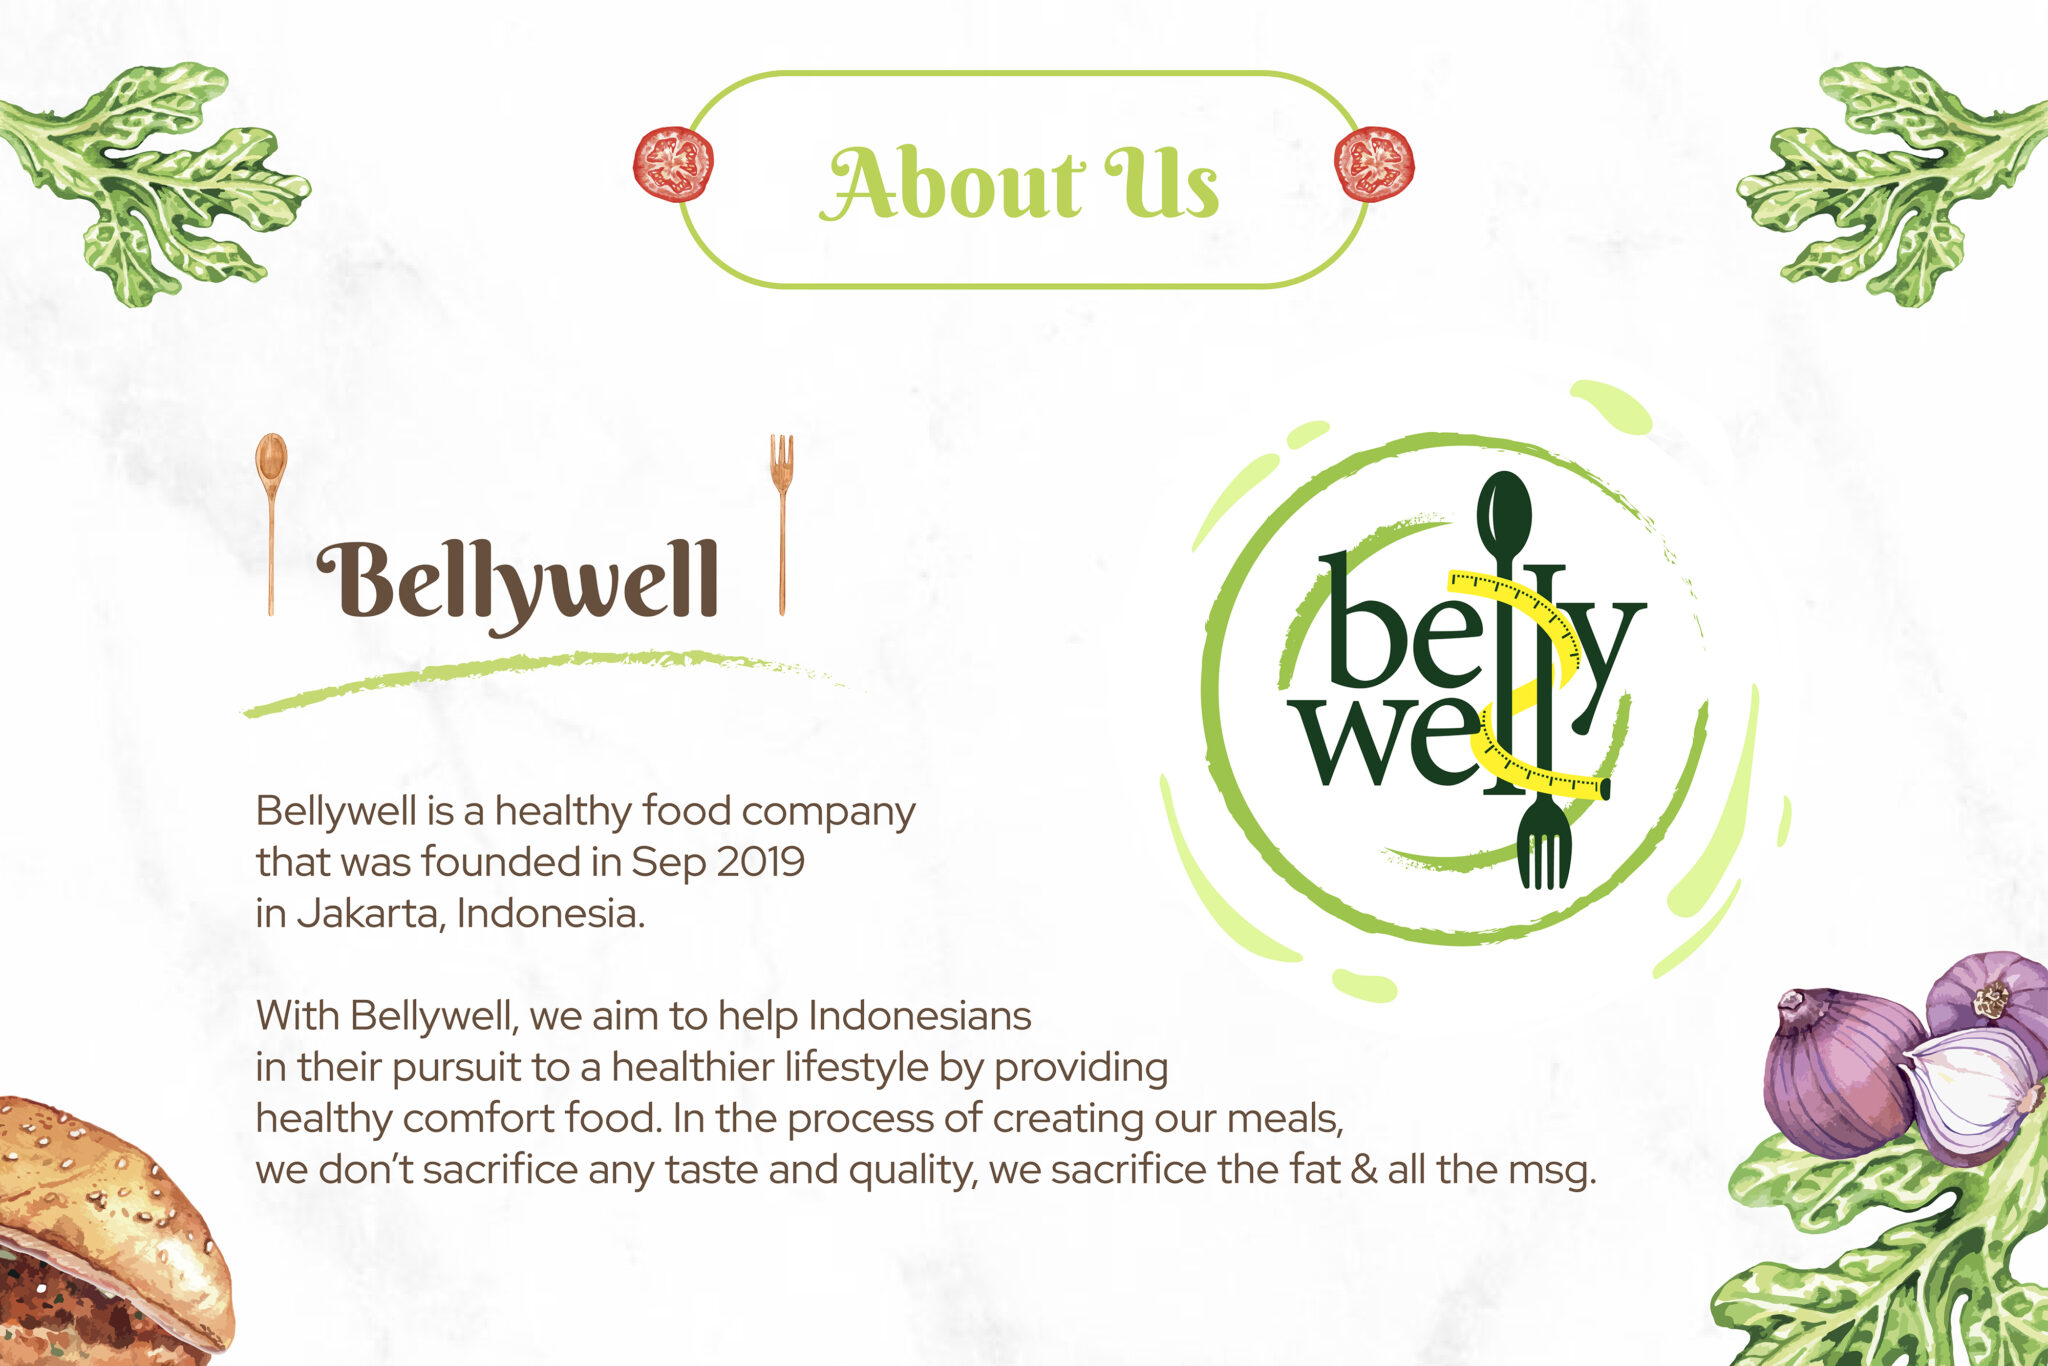 About Us
Bellywell
belly
well
Bellywell is a healthy food company
that was founded in Sep 2019
in Jakarta, Indonesia.
With Bellywell, we aim to help Indonesians
in their pursuit to a healthier lifestyle by providing
healthy comfort food. In the process of creating our meals,
we don’t sacrifice any taste and quality, we sacrifice the fat & all the msg.